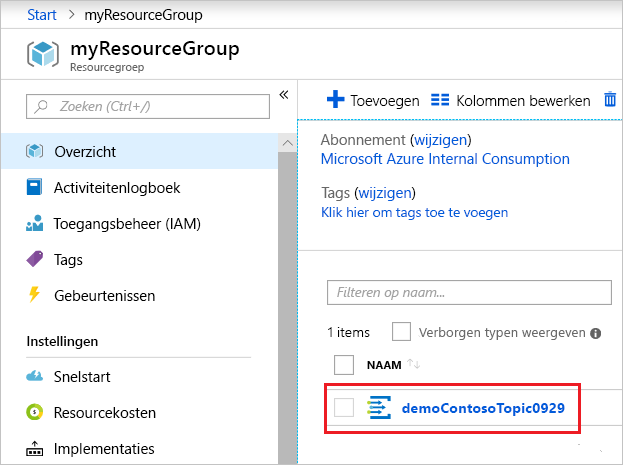 Start > myResourceGroup
myResourceGroup
Resourcegroep
Zoeken (Ctrl+/)
Overzicht
Activiteitenlogboek
Toegangsbeheer (IAM)
Tags
Gebeurtenissen
Instellingen
Snelstart
Resourcekosten
Implementaties
Toevoegen Kolommen bewerken
Abonnement (wijzigen)
Microsoft Azure Internal Consumption
Tags (wijzigen)
Klik hier om tags toe te voegen
Filteren op naam...
1 items Verborgen typen weergeven
NAAM
demoContosoTopic0929